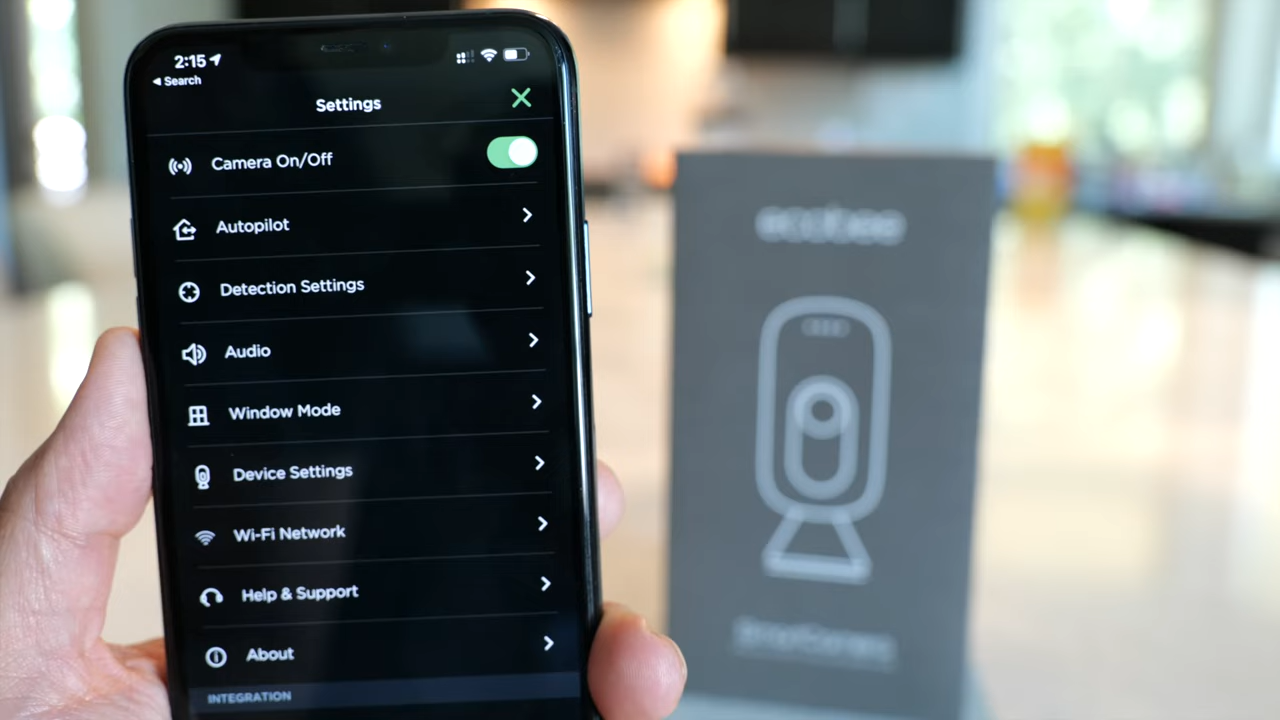 2:15
Search
Settings
Camera On/Off
Autopilot
Detection Settings
Audio
Window Mode
Device Settings
Wi-Fi Network
Help & Support
About
INTEGRATION
ecobee
SmartCamera